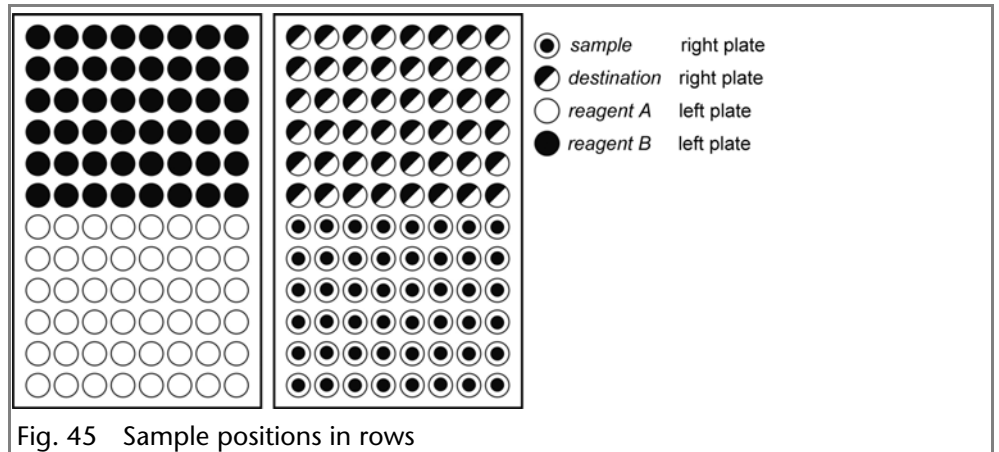 sample right plate
destination right plate
reagent A left plate
reagent B left plate
Fig. 45 Sample positions in rows